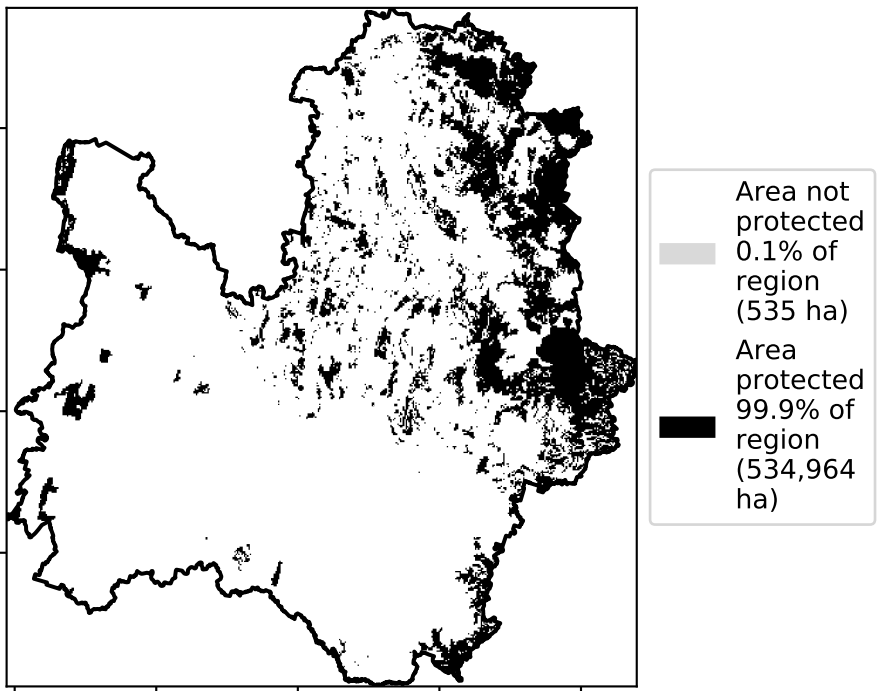 Area not
protected
0.1% of
region
(535 ha)
Area
protected
99.9% of
region
(534,964
ha)